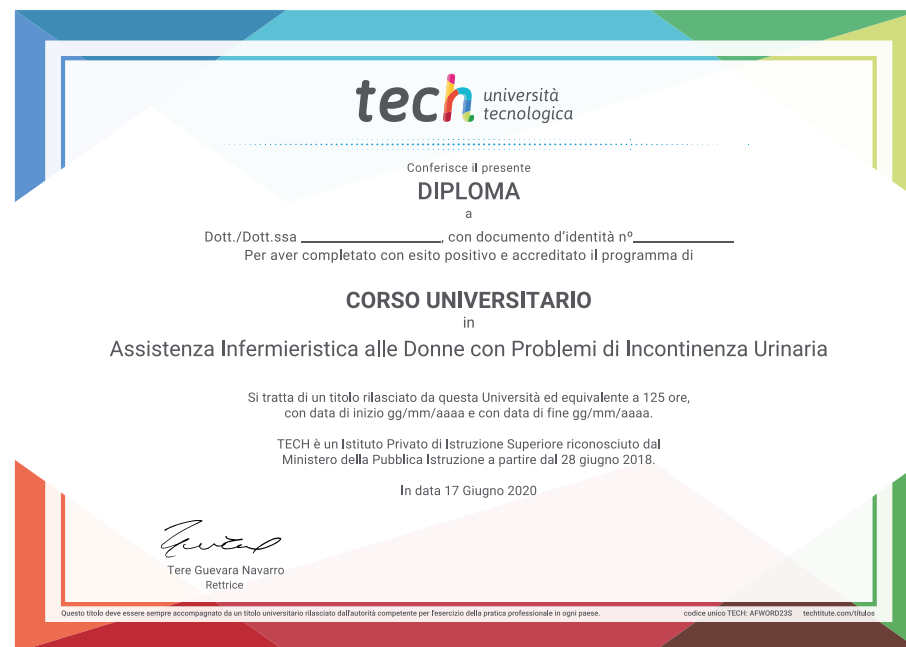 tech università
tecnologica
Conferisce il presente
DIPLOMA
a
Dott./Dott.ssa ____________________, con documento d'identità nº______________
Per aver completato con esito positivo e accreditato il programma di
CORSO UNIVERSITARIO
in
Assistenza Infermieristica alle Donne con Problemi di Incontinenza Urinaria
Si tratta di un titolo rilasciato da questa Università ed equivalente a 125 ore,
con data di inizio gg/mm/aaaa e con data di fine gg/mm/aaaa.
TECH è un Istituto Privato di Istruzione Superiore riconosciuto dal
Ministero della Pubblica Istruzione a partire dal 28 giugno 2018.
In data 17 Giugno 2020
Tere Guevara Navarro
Rettrice
Questo titolo deve essere sempre accompagnato da un titolo universitario rilasciato dall'autorità competente per l'esercizio della pratica professionale in ogni paese. codice unico TECH: AFWORD23S techtitute.com/títulos